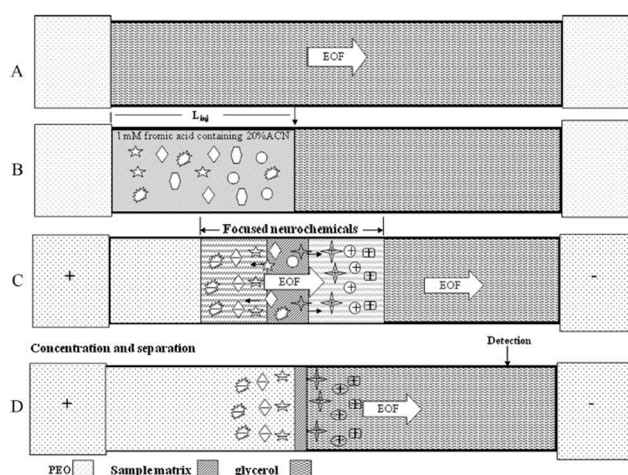 A
EOF
Linj
1 mM fromic acid containing 20%ACN
B
Focused neurochemicals
+
-
C
EOF
EOF
Concentration and separation
Detection
+
-
D
EOF
PEO
Sample matrix
glycerol